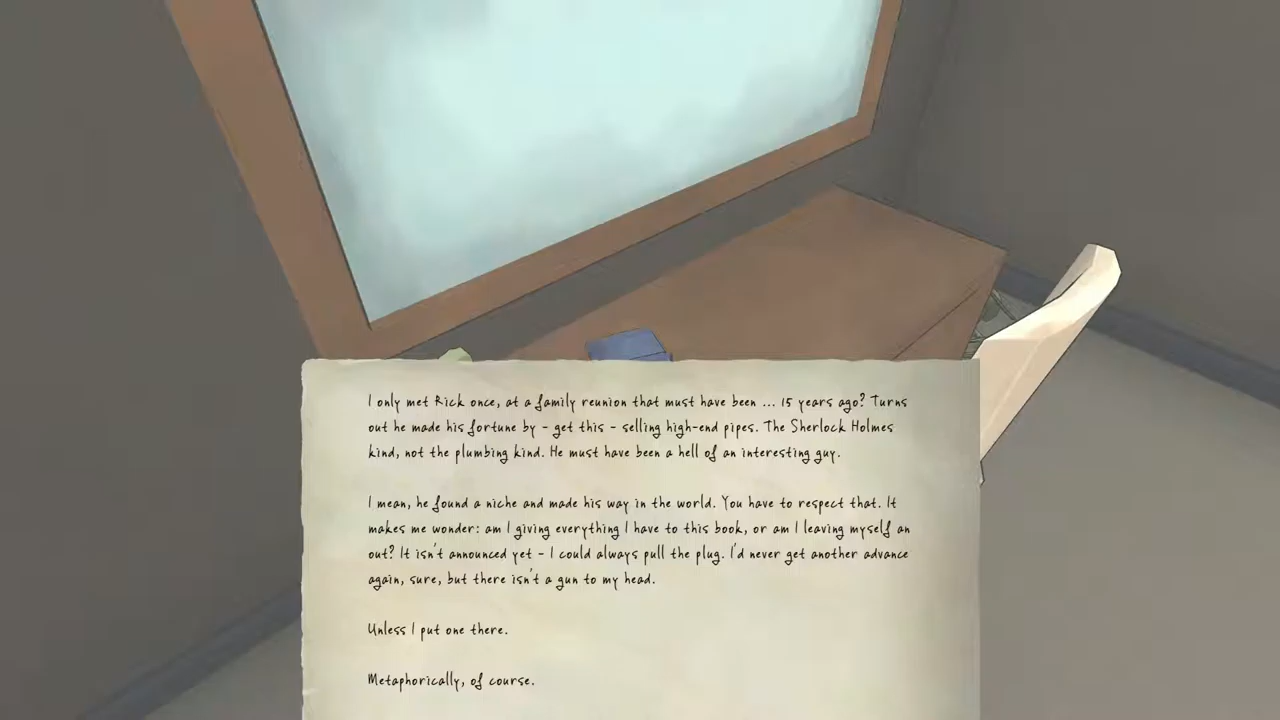 I only met Rick once, at a family reunion that must have been ... 15 years ago? Turns
out he made his fortune by - get this - selling high-end pipes. The Sherlock Holmes
kind, not the plumbing kind. He must have been a hell of an interesting guy.
I mean, he found a niche and made his way in the world. You have to respect that. It
makes me wonder: am I giving everything I have to this book, or am I leaving myself an
out? It isn't announced yet - I could always pull the plug. I'd never get another advance
again, sure, but there isn't a gun to my head.
Unless I put one there.
Metaphorically, of course.